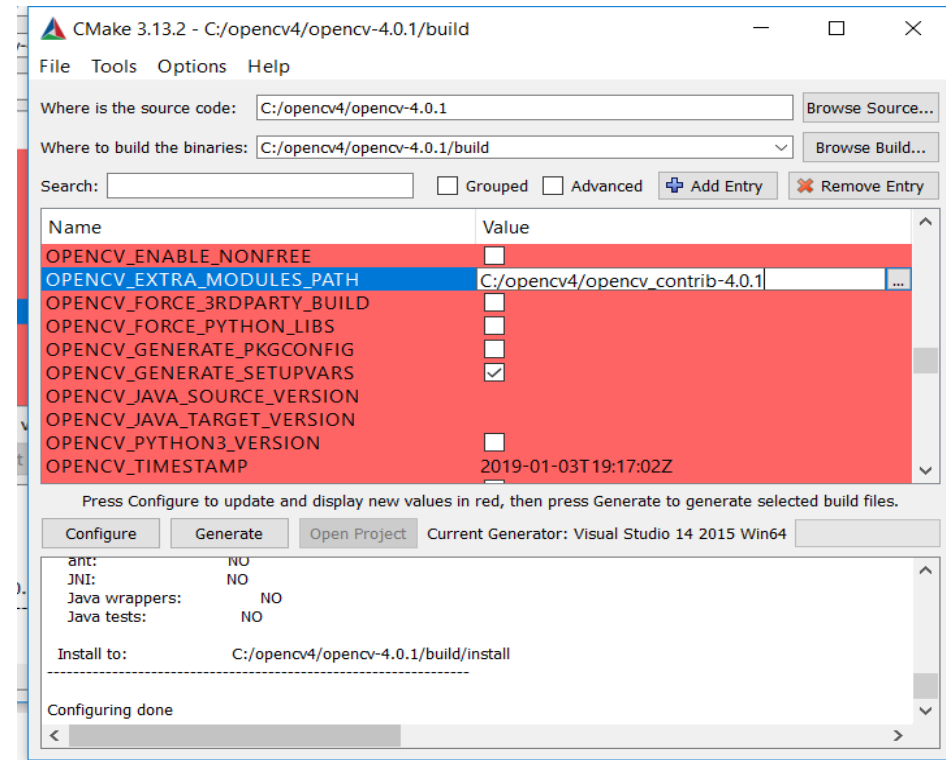 CMake 3.13.2 - C:/opencv4/opencv-4.0.1/build
File Tools Options Help
Where is the source code: C:/opencv4/opencv-4.0.1 Browse Source...
Where to build the binaries: C:/opencv4/opencv-4.0.1/build Browse Build...
Search: Grouped Advanced Add Entry Remove Entry
Name Value
OPENCV_ENABLE_NONFREE
OPENCV_EXTRA_MODULES_PATH C:/opencv4/opencv_contrib-4.0.1 ...
OPENCV_FORCE_3RDPARTY_BUILD
OPENCV_FORCE_PYTHON_LIBS
OPENCV_GENERATE_PKGCONFIG
OPENCV_GENERATE_SETUPVARS
OPENCV_JAVA_SOURCE_VERSION
OPENCV_JAVA_TARGET_VERSION
OPENCV_PYTHON3_VERSION
OPENCV_TIMESTAMP 2019-01-03T19:17:02Z
Press Configure to update and display new values in red, then press Generate to generate selected build files.
Configure Generate Open Project Current Generator: Visual Studio 14 2015 Win64
ant: NO
JNI: NO
Java wrappers: NO
Java tests: NO
Install to: C:/opencv4/opencv-4.0.1/build/install
--------------------------------------------------------------------
Configuring done